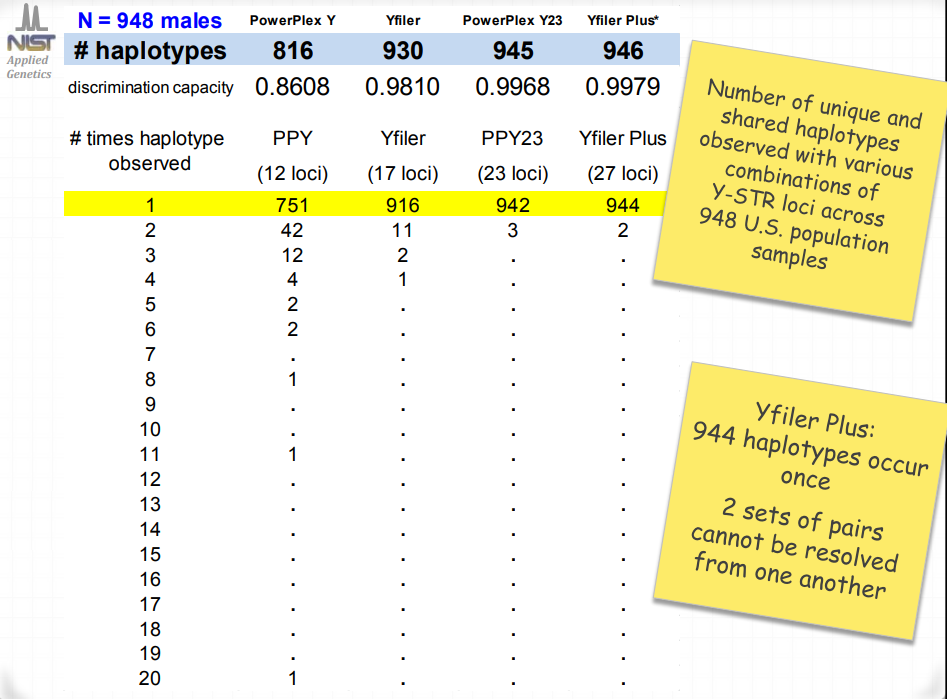 NIST
Applied
Genetics
N = 948 males PowerPlex Y Yfiler PowerPlex Y23 Yfiler Plus*
# haplotypes 816 930 945 946
discrimination capacity 0.8608 0.9810 0.9968 0.9979
# times haplotype observed PPY Yfiler PPY23 Yfiler Plus
(12 loci) (17 loci) (23 loci) (27 loci)
1 751 916 942 944
2 42 11 3 2
3 12 2 . .
4 4 1 . .
5 2 . . .
6 2 . . .
7 . . . .
8 1 . . .
9 . . . .
10 . . . .
11 1 . . .
12 . . . .
13 . . . .
14 . . . .
15 . . . .
16 . . . .
17 . . . .
18 . . . .
19 . . . .
20 1 . . .
Number of unique and
shared haplotypes
observed with various
combinations of
Y-STR loci across
948 U.S. population
samples
Yfiler Plus:
944 haplotypes occur
once
2 sets of pairs
cannot be resolved
from one another